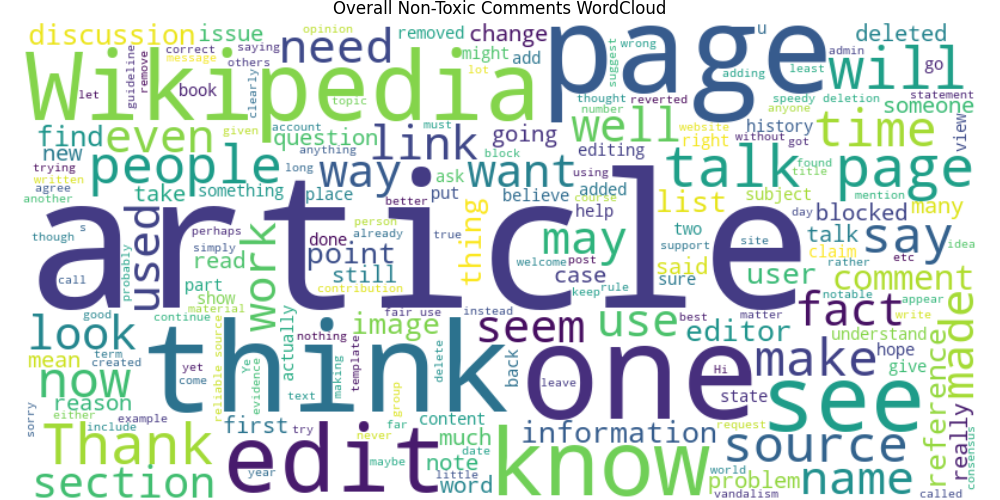 Overall Non-Toxic Comments WordCloud
discussion
issue
need
opinion
removed
change
page
u
deleted
correct
saying
message
others
guideline
remove
clearly
Wikipedia
might
add
lot
suggest
wrong
admin
will
go
adding
least
let
book
topic
thought
reverted
number
speedy deletion
anyone
statement
someone
find
even
given
account
question
must
link
going
well
website
right
history
without
got
time
view
new
anything
editing
trying
people
long
way
block
ask
want
using
talk page
found
title
written
agree
another
take
something
place
better
put
believe
added
course
help
list
subject
mention
day
blocked
many
though
s
used
article
perhaps
simply
done
person
already
true
thing
may
two
talk
say
claim
idea
read
work
point
welcome
post
case
said
support
site
sure
rather
etc
call
probably
part
show
still
contribution
keep
rule
user
comment
material
good
continue
fair use
instead
best
matter
fact
notable
appear
write
look
think
nothing
image
seem
use
editor
understand
made
mean
term
created
yet
come
reliable source
Ye
evidence
actually
template
making
delete
back
one
leave
Hi
state
make
hope
give
see
reference
really
now
reason
either
text
group
sorry
example
include
first
try
never
far
content
information
request
source
consensus
Thank
edit
much
date
know
section
year
maybe
little
note
word
world
problem
vandalism
name
called